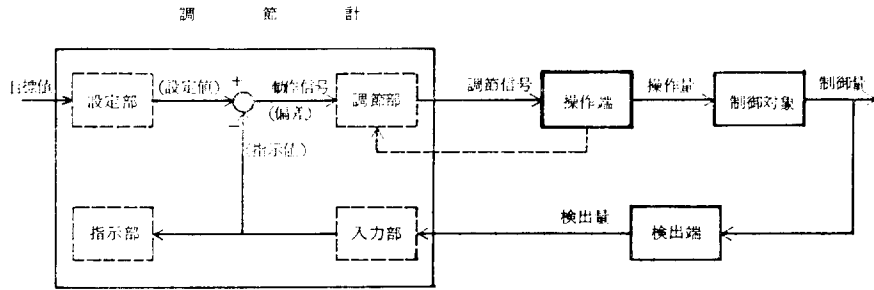 調節計
目標値
設定部
(設定値)
+
−
動作信号
(偏差)
調節部
調節信号
操作端
操作量
制御対象
制御量
(指示値)
指示部
入力部
検出量
検出端